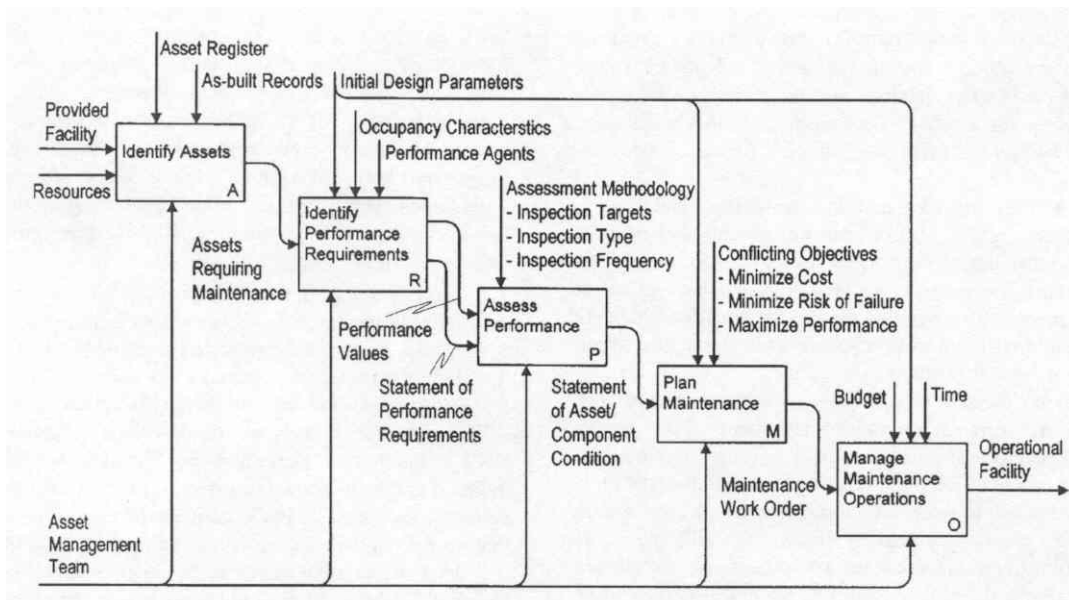 Asset Register
As-built Records
Initial Design Parameters
Provided
Facility
Identify Assets
A
Resources
Occupancy Characterstics
Performance Agents
Identify
Performance
Requirements
R
Assets
Requiring
Maintenance
Assessment Methodology
- Inspection Targets
- Inspection Type
- Inspection Frequency
Performance
Values
Assess
Performance
P
Conflicting Objectives
- Minimize Cost
- Minimize Risk of Failure
- Maximize Performance
Statement of
Performance
Requirements
Statement
of Asset/
Component
Condition
Plan
Maintenance
M
Budget
Time
Maintenance
Work Order
Manage
Maintenance
Operations
O
Operational
Facility
Asset
Management
Team